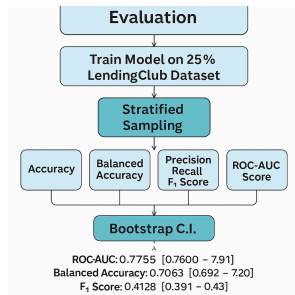 Evaluation
Train Model on 25%
LendingClub Dataset
Stratified
Sampling
Accuracy
Balanced
Accuracy
Precision
Recall
F₁ Score
ROC-AUC
Score
Bootstrap C.I.
ROC-AUC: 0.7755 [0.7600 – 7.91]
Balanced Accuracy: 0.7063 [0.692 – 7.20]
F₁ Score: 0.4128 [0.391 – 0.43]